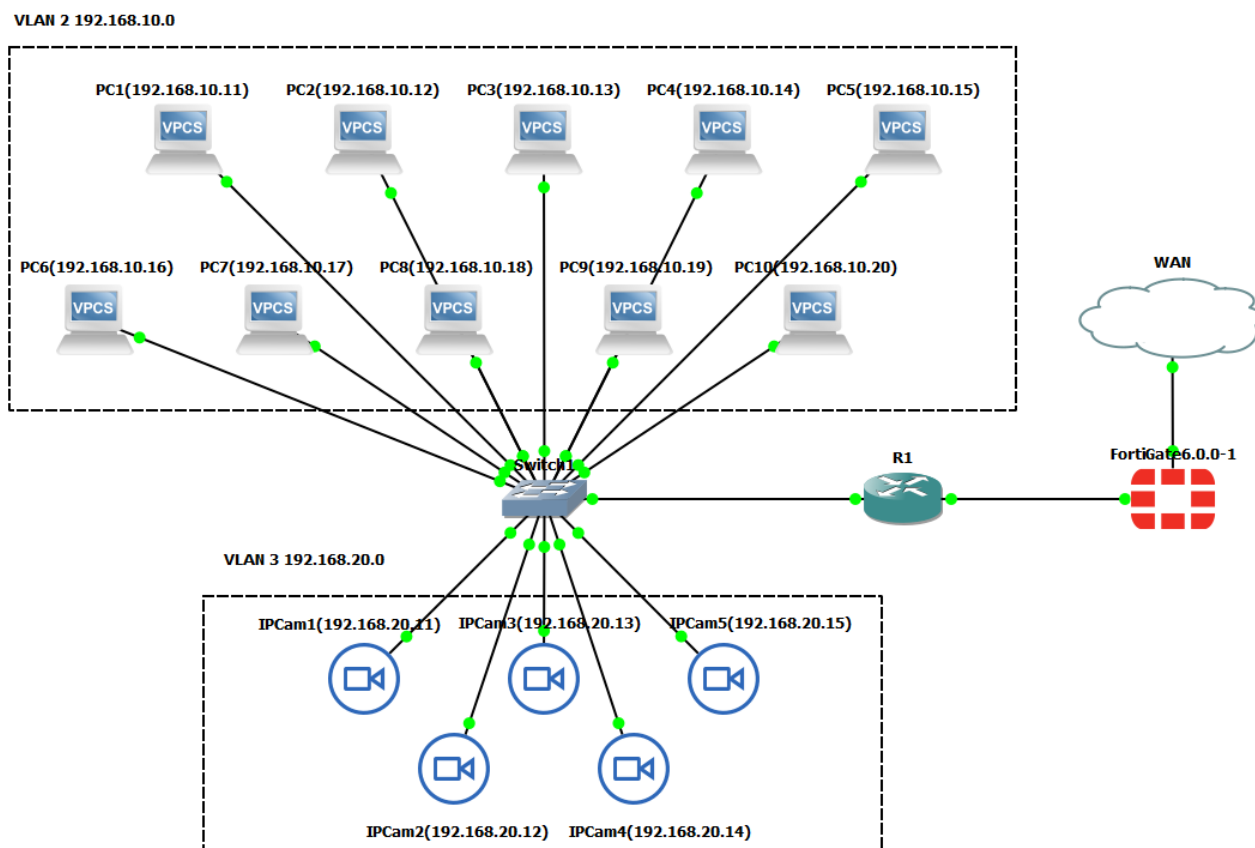 VLAN 2 192.168.10.0
PC1(192.168.10.11)
PC2(192.168.10.12)
PC3(192.168.10.13)
PC4(192.168.10.14)
PC5(192.168.10.15)
VPCS
VPCS
VPCS
VPCS
VPCS
PC6(192.168.10.16)
PC7(192.168.10.17)
PC8(192.168.10.18)
PC9(192.168.10.19)
PC10(192.168.10.20)
VPCS
VPCS
VPCS
VPCS
VPCS
WAN
Switch1
R1
FortiGate6.0.0-1
VLAN 3 192.168.20.0
IPCam1(192.168.20.11)
IPCam3(192.168.20.13)
IPCam5(192.168.20.15)
IPCam2(192.168.20.12)
IPCam4(192.168.20.14)